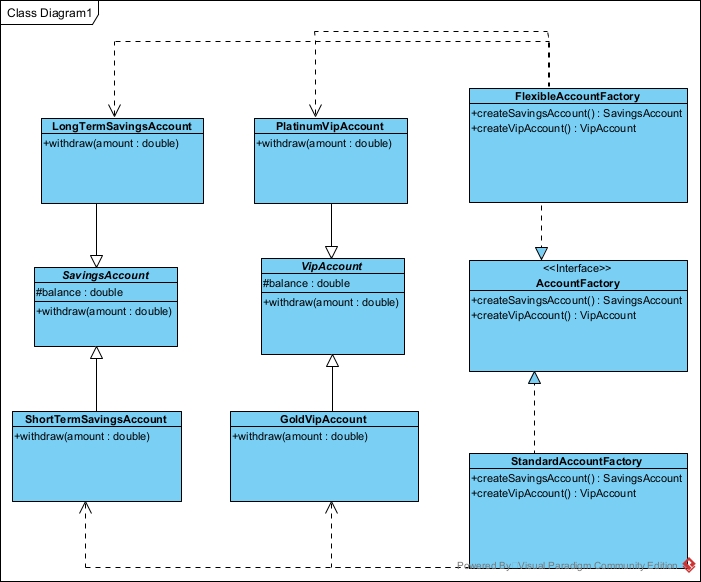 Class Diagram1
LongTermSavingsAccount
+withdraw(amount : double)
PlatinumVipAccount
+withdraw(amount : double)
FlexibleAccountFactory
+createSavingsAccount() : SavingsAccount
+createVipAccount() : VipAccount
SavingsAccount
#balance : double
+withdraw(amount : double)
VipAccount
#balance : double
+withdraw(amount : double)
<<Interface>>
AccountFactory
+createSavingsAccount() : SavingsAccount
+createVipAccount() : VipAccount
ShortTermSavingsAccount
+withdraw(amount : double)
GoldVipAccount
+withdraw(amount : double)
StandardAccountFactory
+createSavingsAccount() : SavingsAccount
+createVipAccount() : VipAccount
Powered By: Visual Paradigm Community Edition